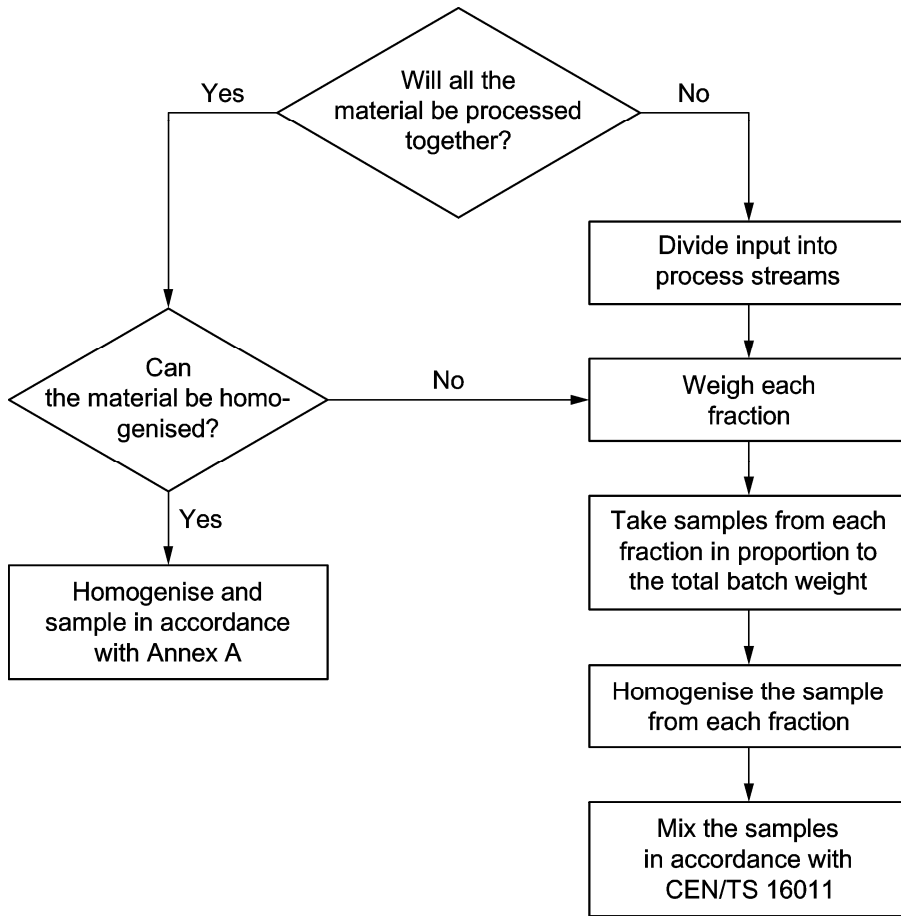 Will all the
material be processed
together?
Yes
No
Divide input into
process streams
Can
the material be homo-
genised?
No
Weigh each
fraction
Yes
Take samples from each
fraction in proportion to
the total batch weight
Homogenise and
sample in accordance
with Annex A
Homogenise the sample
from each fraction
Mix the samples
in accordance with
CEN/TS 16011